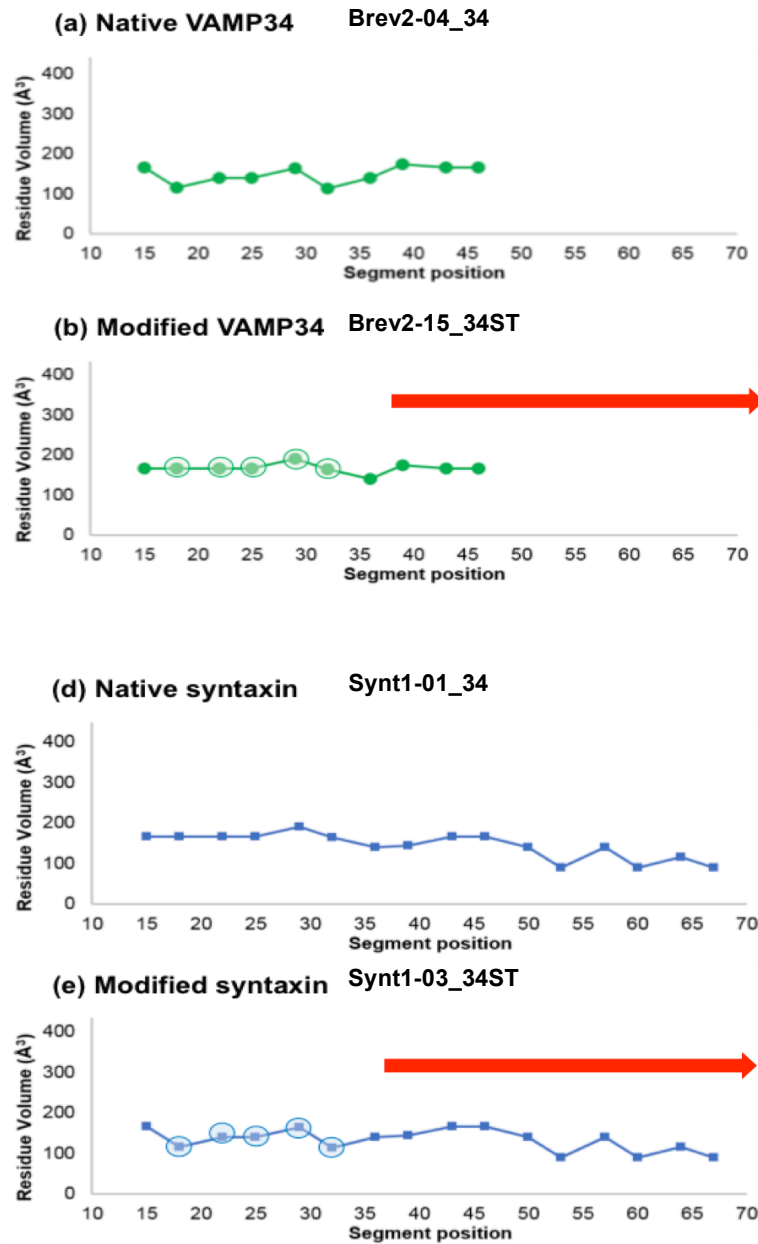 (a) Native VAMP34 Brev2-04_34
Residue Volume (Å³)
400
300
200
100
0
10 15 20 25 30 35 40 45 50 55 60 65 70
Segment position
(b) Modified VAMP34 Brev2-15_34ST
Residue Volume (Å³)
400
300
200
100
0
10 15 20 25 30 35 40 45 50 55 60 65 70
Segment position
(d) Native syntaxin Synt1-01_34
Residue Volume (Å³)
400
300
200
100
0
10 15 20 25 30 35 40 45 50 55 60 65 70
Segment position
(e) Modified syntaxin Synt1-03_34ST
Residue Volume (Å³)
400
300
200
100
0
10 15 20 25 30 35 40 45 50 55 60 65 70
Segment position